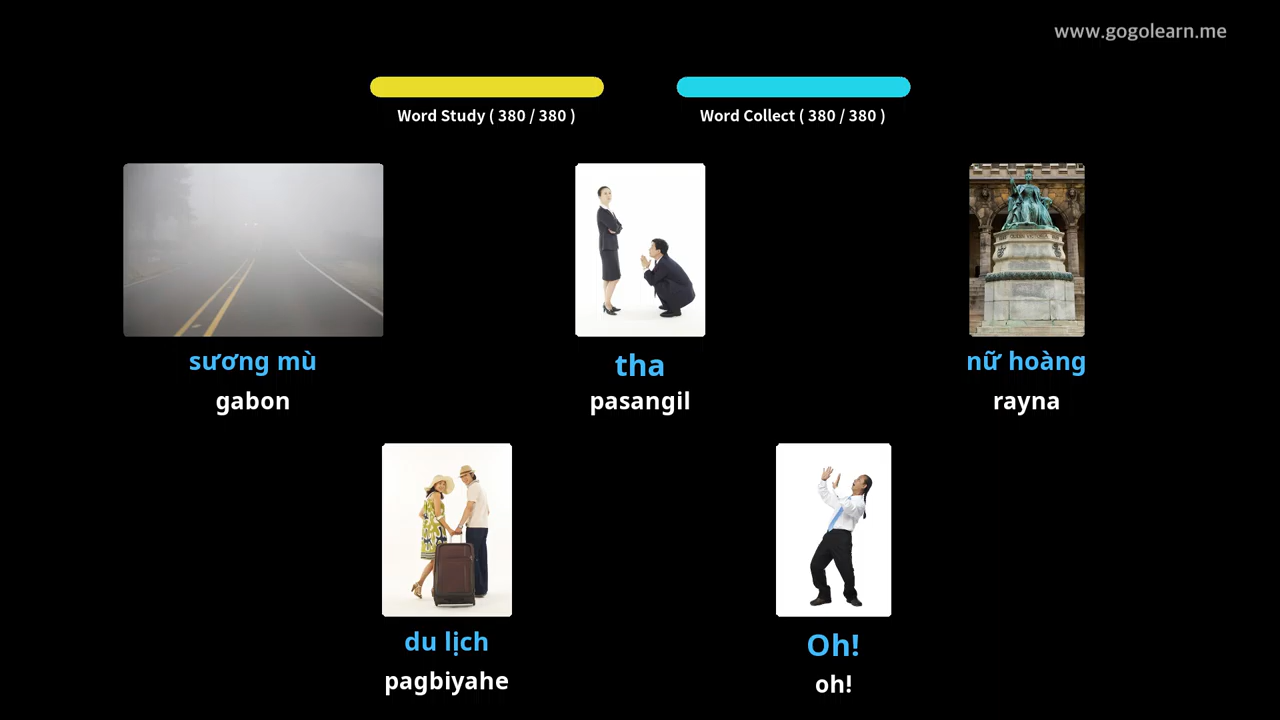 www.gogolearn.me
Word Study ( 380 / 380 )
Word Collect ( 380 / 380 )
sương mù
gabon
tha
pasangil
nữ hoàng
rayna
du lịch
pagbiyahe
Oh!
oh!